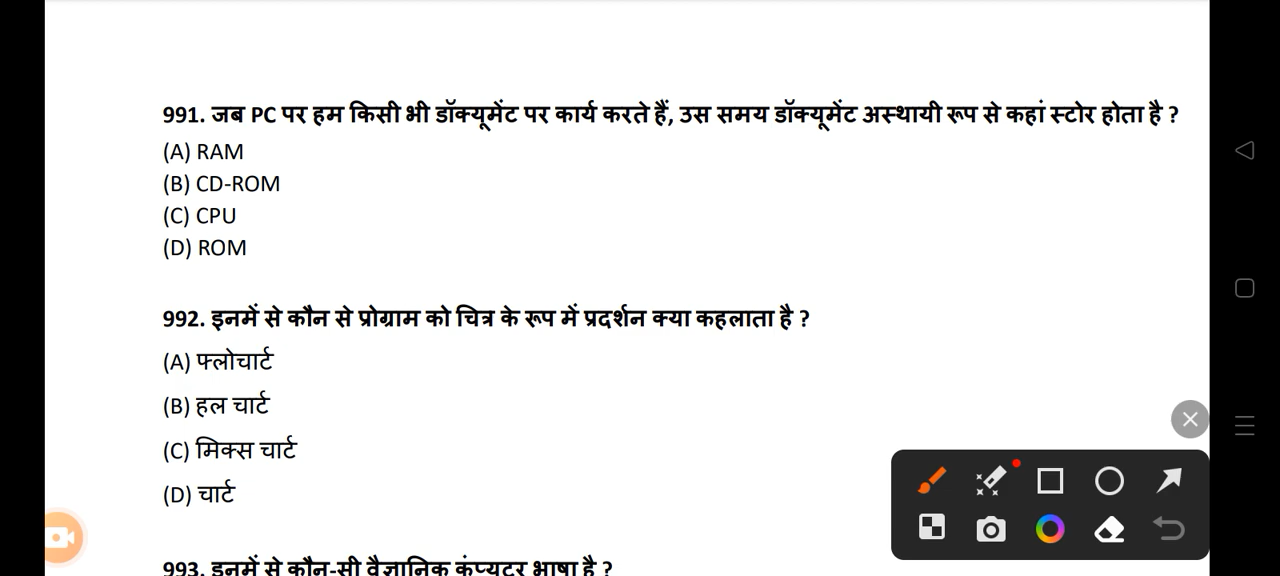 991. जब PC पर हम किसी भी डॉक्यूमेंट पर कार्य करते हैं, उस समय डॉक्यूमेंट अस्थायी रूप से कहां स्टोर होता है ?
(A) RAM
(B) CD-ROM
(C) CPU
(D) ROM
992. इनमें से कौन से प्रोग्राम को चित्र के रूप में प्रदर्शन क्या कहलाता है ?
(A) फ्लोचार्ट
(B) हल चार्ट
(C) मिक्स चार्ट
(D) चार्ट
993. इनमें से कौन-सी वैज्ञानिक कंप्यूटर भाषा है ?